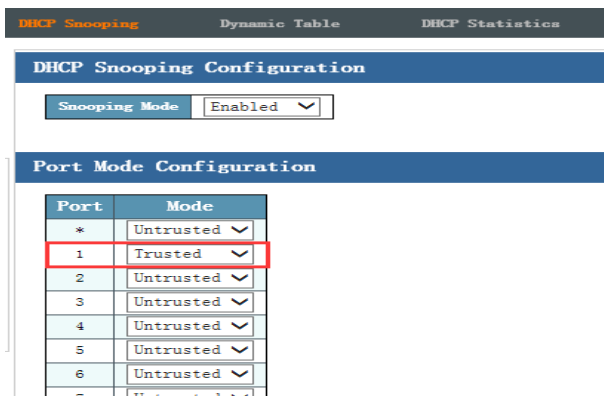 DHCP Snooping Dynamic Table DHCP Statistics
DHCP Snooping Configuration
Snooping Mode Enabled
Port Mode Configuration
Port Mode
* Untrusted
1 Trusted
2 Untrusted
3 Untrusted
4 Untrusted
5 Untrusted
6 Untrusted